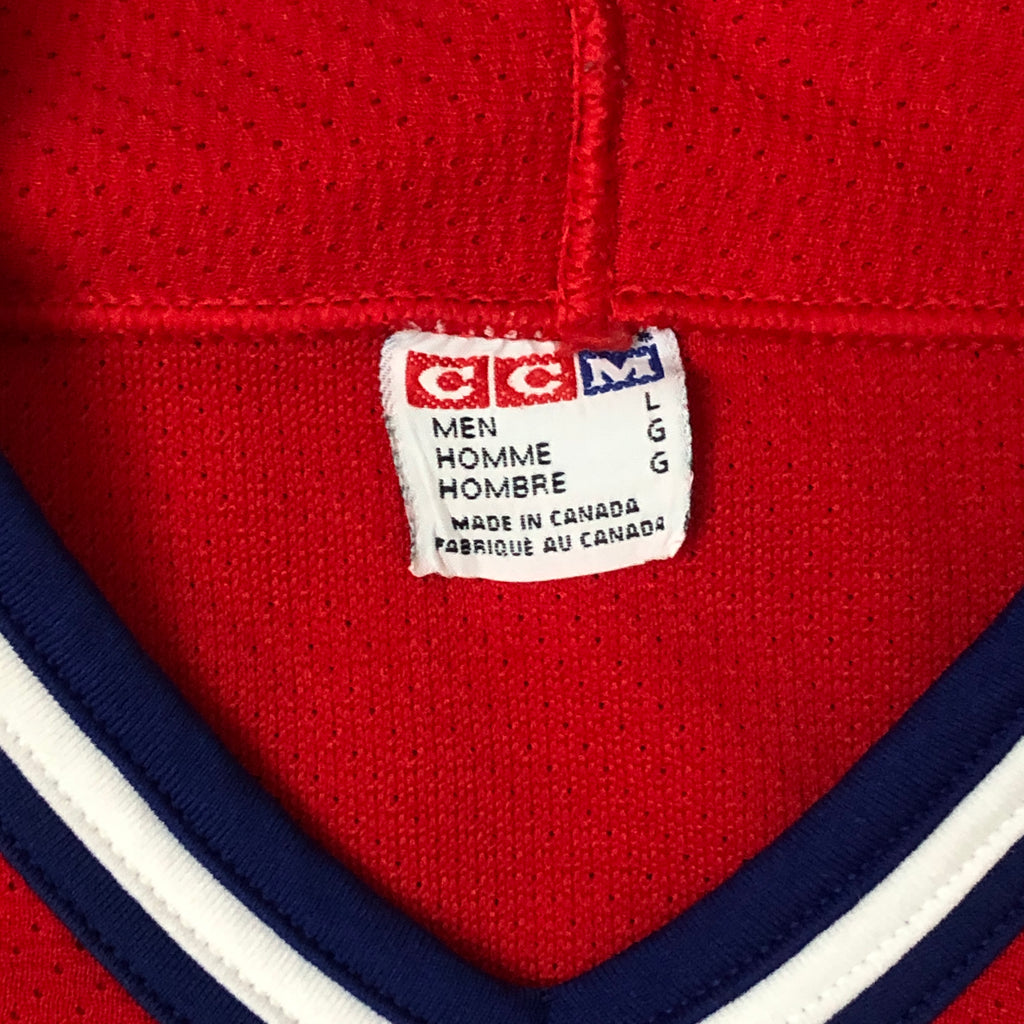 CCM
MEN L
HOMME G
HOMBRE G
MADE IN CANADA
FABRIQUÉ AU CANADA